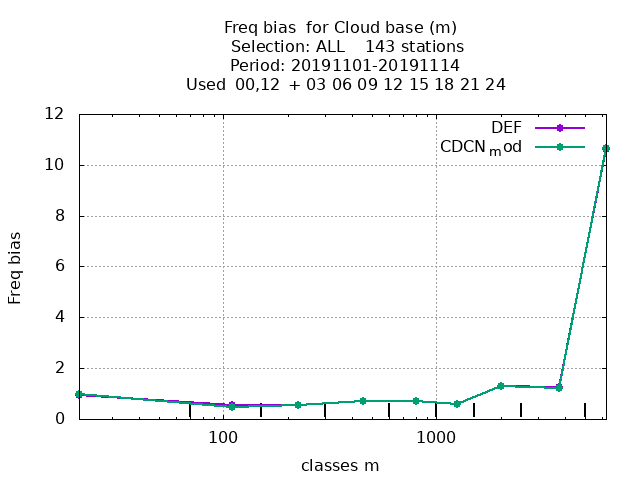 Freq bias  for Cloud base (m)
Selection: ALL    143 stations
Period: 20191101-20191114
Used  00,12  + 03 06 09 12 15 18 21 24
DEF
CDCNmod
12
10
8
6
4
2
0
Freq bias
100
1000
classes m